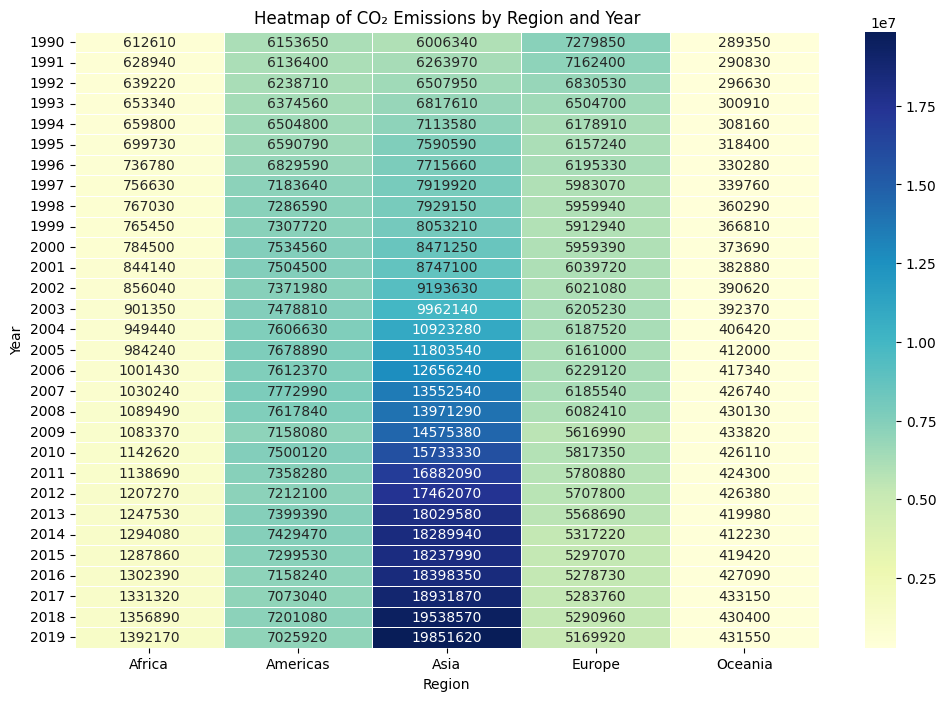 Heatmap of CO₂ Emissions by Region and Year
1e7
1990 612610 6153650 6006340 7279850 289350
1991 628940 6136400 6263970 7162400 290830
1992 639220 6238710 6507950 6830530 296630
1993 653340 6374560 6817610 6504700 300910
1994 659800 6504800 7113580 6178910 308160
1995 699730 6590790 7590590 6157240 318400
1996 736780 6829590 7715660 6195330 330280
1997 756630 7183640 7919920 5983070 339760
1998 767030 7286590 7929150 5959940 360290
1999 765450 7307720 8053210 5912940 366810
2000 784500 7534560 8471250 5959390 373690
2001 844140 7504500 8747100 6039720 382880
2002 856040 7371980 9193630 6021080 390620
2003 901350 7478810 9962140 6205230 392370
2004 949440 7606630 10923280 6187520 406420
2005 984240 7678890 11803540 6161000 412000
2006 1001430 7612370 12656240 6229120 417340
2007 1030240 7772990 13552540 6185540 426740
2008 1089490 7617840 13971290 6082410 430130
2009 1083370 7158080 14575380 5616990 433820
2010 1142620 7500120 15733330 5817350 426110
2011 1138690 7358280 16882090 5780880 424300
2012 1207270 7212100 17462070 5707800 426380
2013 1247530 7399390 18029580 5568690 419980
2014 1294080 7429470 18289940 5317220 412230
2015 1287860 7299530 18237990 5297070 419420
2016 1302390 7158240 18398350 5278730 427090
2017 1331320 7073040 18931870 5283760 433150
2018 1356890 7201080 19538570 5290960 430400
2019 1392170 7025920 19851620 5169920 431550
Year
Africa Americas Asia Europe Oceania
Region
1.75
1.50
1.25
1.00
0.75
0.50
0.25